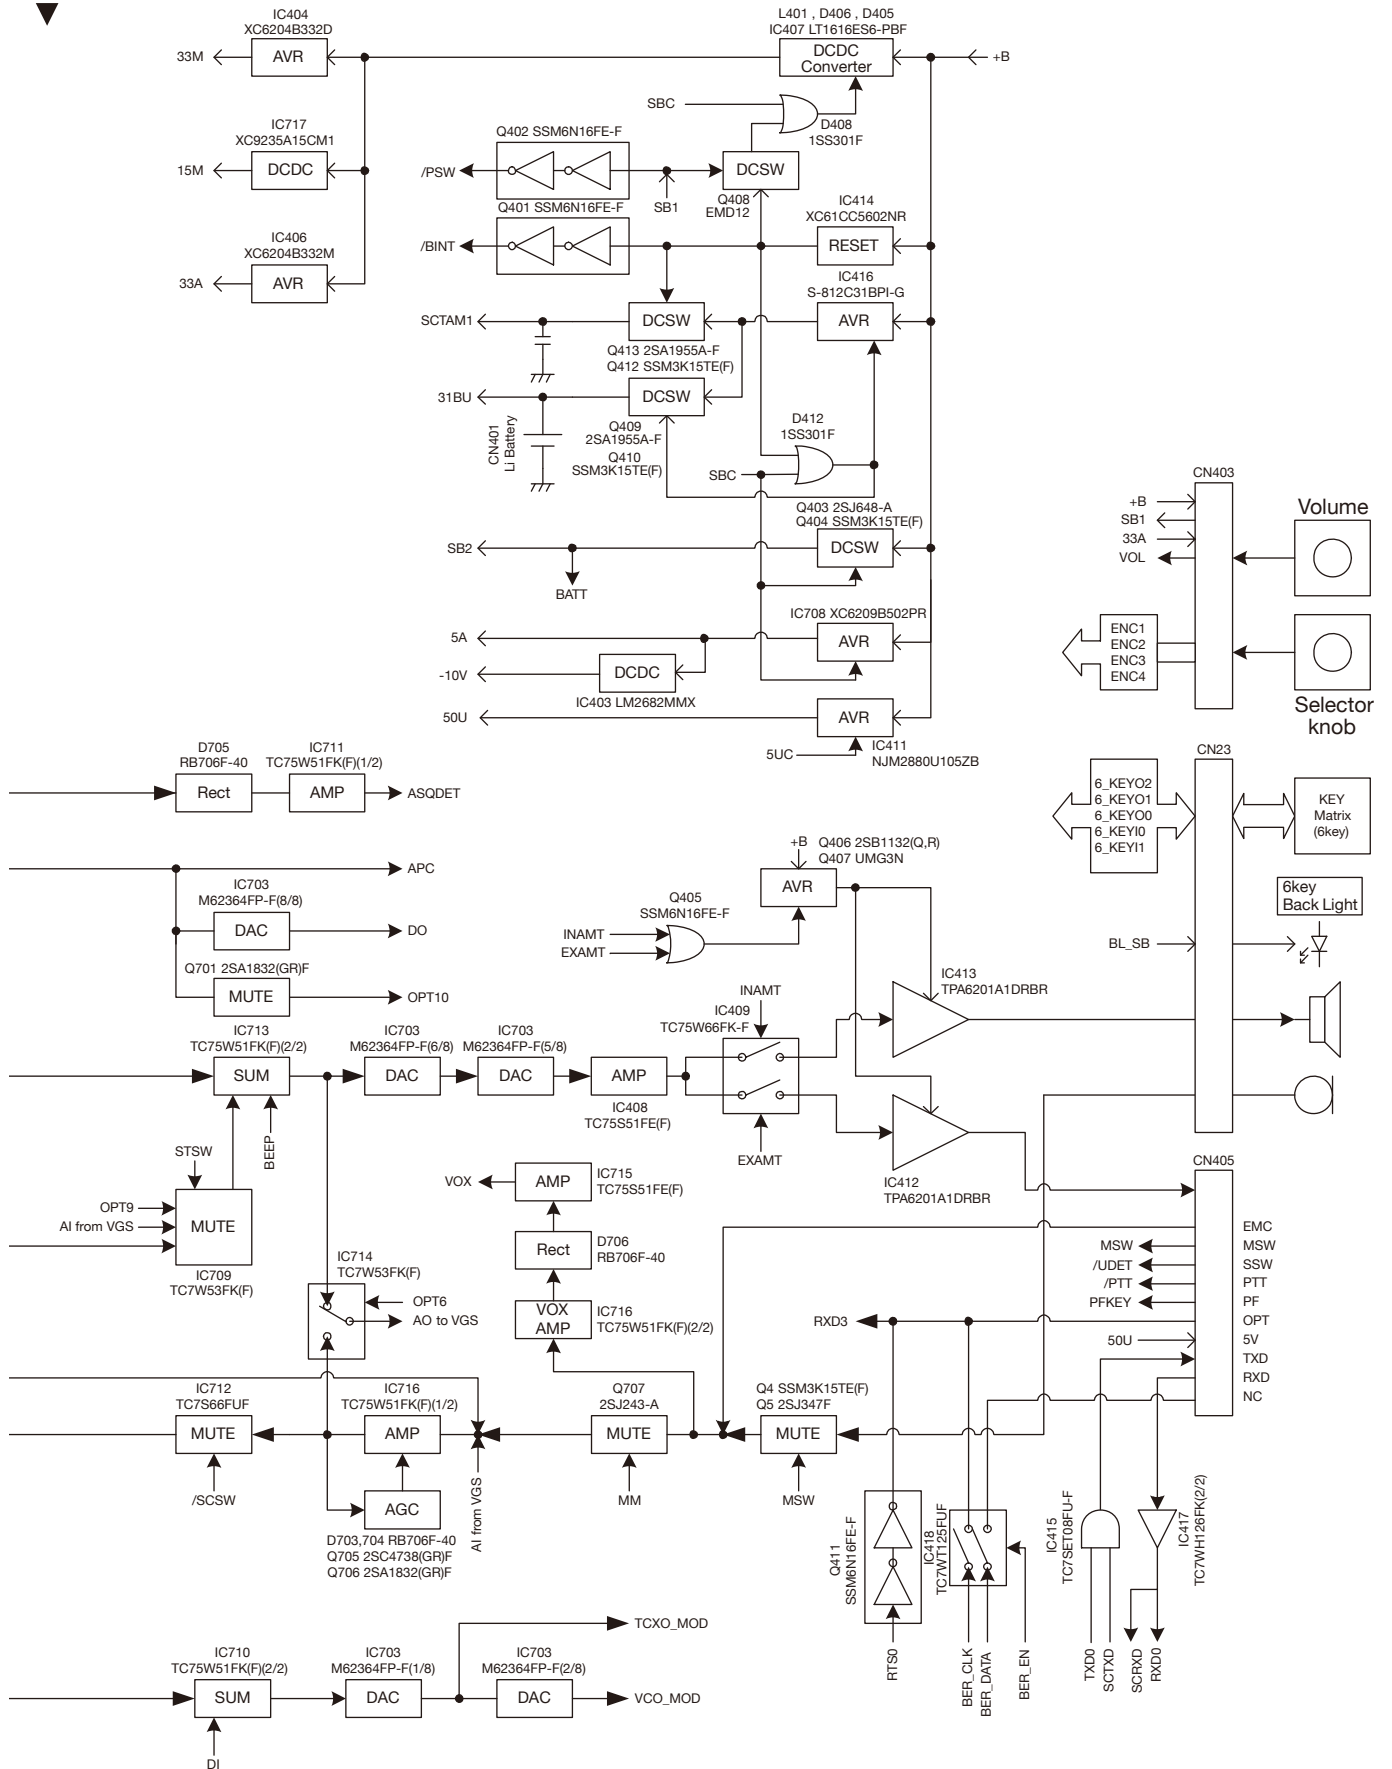 IC404
XC6204B332D
33M
AVR
L401 , D406 , D405
IC407 LT1616ES6-PBF
DCDC
Converter
+B
SBC
D408
1SS301F
IC717
XC9235A15CM1
15M
DCDC
Q402 SSM6N16FE-F
/PSW
SB1
DCSW
Q408
EMD12
Q401 SSM6N16FE-F
/BINT
IC414
XC61CC5602NR
RESET
IC406
XC6204B332M
33A
AVR
IC416
S-812C31BPI-G
AVR
SCTAM1
DCSW
Q413 2SA1955A-F
Q412 SSM3K15TE(F)
31BU
DCSW
CN401
Li Battery
Q409
2SA1955A-F
Q410
SSM3K15TE(F)
D412
1SS301F
SBC
Q403 2SJ648-A
Q404 SSM3K15TE(F)
SB2
DCSW
BATT
IC708 XC6209B502PR
5A
AVR
-10V
DCDC
IC403 LM2682MMX
50U
AVR
5UC
IC411
NJM2880U105ZB
CN403
+B
SB1
33A
VOL
Volume
ENC1
ENC2
ENC3
ENC4
Selector
knob
D705
RB706F-40
Rect
IC711
TC75W51FK(F)(1/2)
AMP
ASQDET
CN23
6_KEYO2
6_KEYO1
6_KEYO0
6_KEYI0
6_KEYI1
KEY
Matrix
(6key)
APC
IC703
M62364FP-F(8/8)
DAC
DO
Q701 2SA1832(GR)F
MUTE
OPT10
+B
Q406 2SB1132(Q,R)
Q407 UMG3N
AVR
Q405
SSM6N16FE-F
INAMT
EXAMT
6key
Back Light
BL_SB
IC713
TC75W51FK(F)(2/2)
SUM
IC703
M62364FP-F(6/8)
DAC
IC703
M62364FP-F(5/8)
DAC
AMP
IC408
TC75S51FE(F)
INAMT
IC409
TC75W66FK-F
EXAMT
IC413
TPA6201A1DRBR
IC412
TPA6201A1DRBR
BEEP
STSW
OPT9
AI from VGS
MUTE
IC709
TC7W53FK(F)
VOX
AMP
IC715
TC75S51FE(F)
Rect
D706
RB706F-40
VOX
AMP
IC716
TC75W51FK(F)(2/2)
IC714
TC7W53FK(F)
OPT6
AO to VGS
CN405
EMC
MSW
MSW
/UDET
SSW
/PTT
PTT
PFKEY
PF
RXD3
OPT
50U
5V
TXD
RXD
NC
IC712
TC7S66FUF
MUTE
/SCSW
IC716
TC75W51FK(F)(1/2)
AMP
AGC
D703,704 RB706F-40
Q705 2SC4738(GR)F
Q706 2SA1832(GR)F
AI from VGS
Q707
2SJ243-A
MUTE
MM
Q4 SSM3K15TE(F)
Q5 2SJ347F
MUTE
MSW
Q411
SSM6N16FE-F
RTS0
IC418
TC7WT125FUF
BER_CLK
BER_DATA
BER_EN
IC415
TC7SET08FU-F
TXD0
SCTXD
IC417
TC7WH126FK(2/2)
SCRXD
RXD0
IC710
TC75W51FK(F)(2/2)
SUM
DI
IC703
M62364FP-F(1/8)
DAC
TCXO_MOD
IC703
M62364FP-F(2/8)
DAC
VCO_MOD